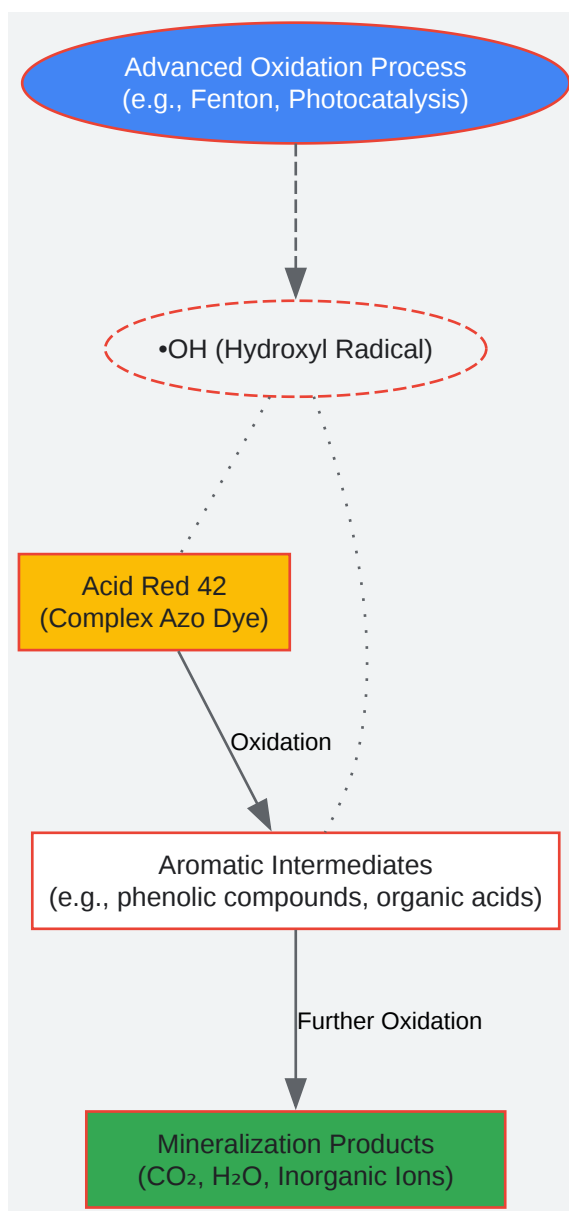 Advanced Oxidation Process
(e.g., Fenton, Photocatalysis)
•OH (Hydroxyl Radical)
Acid Red 42
(Complex Azo Dye)
Oxidation
Aromatic Intermediates
(e.g., phenolic compounds, organic acids)
Further Oxidation
Mineralization Products
(CO₂, H₂O, Inorganic Ions)